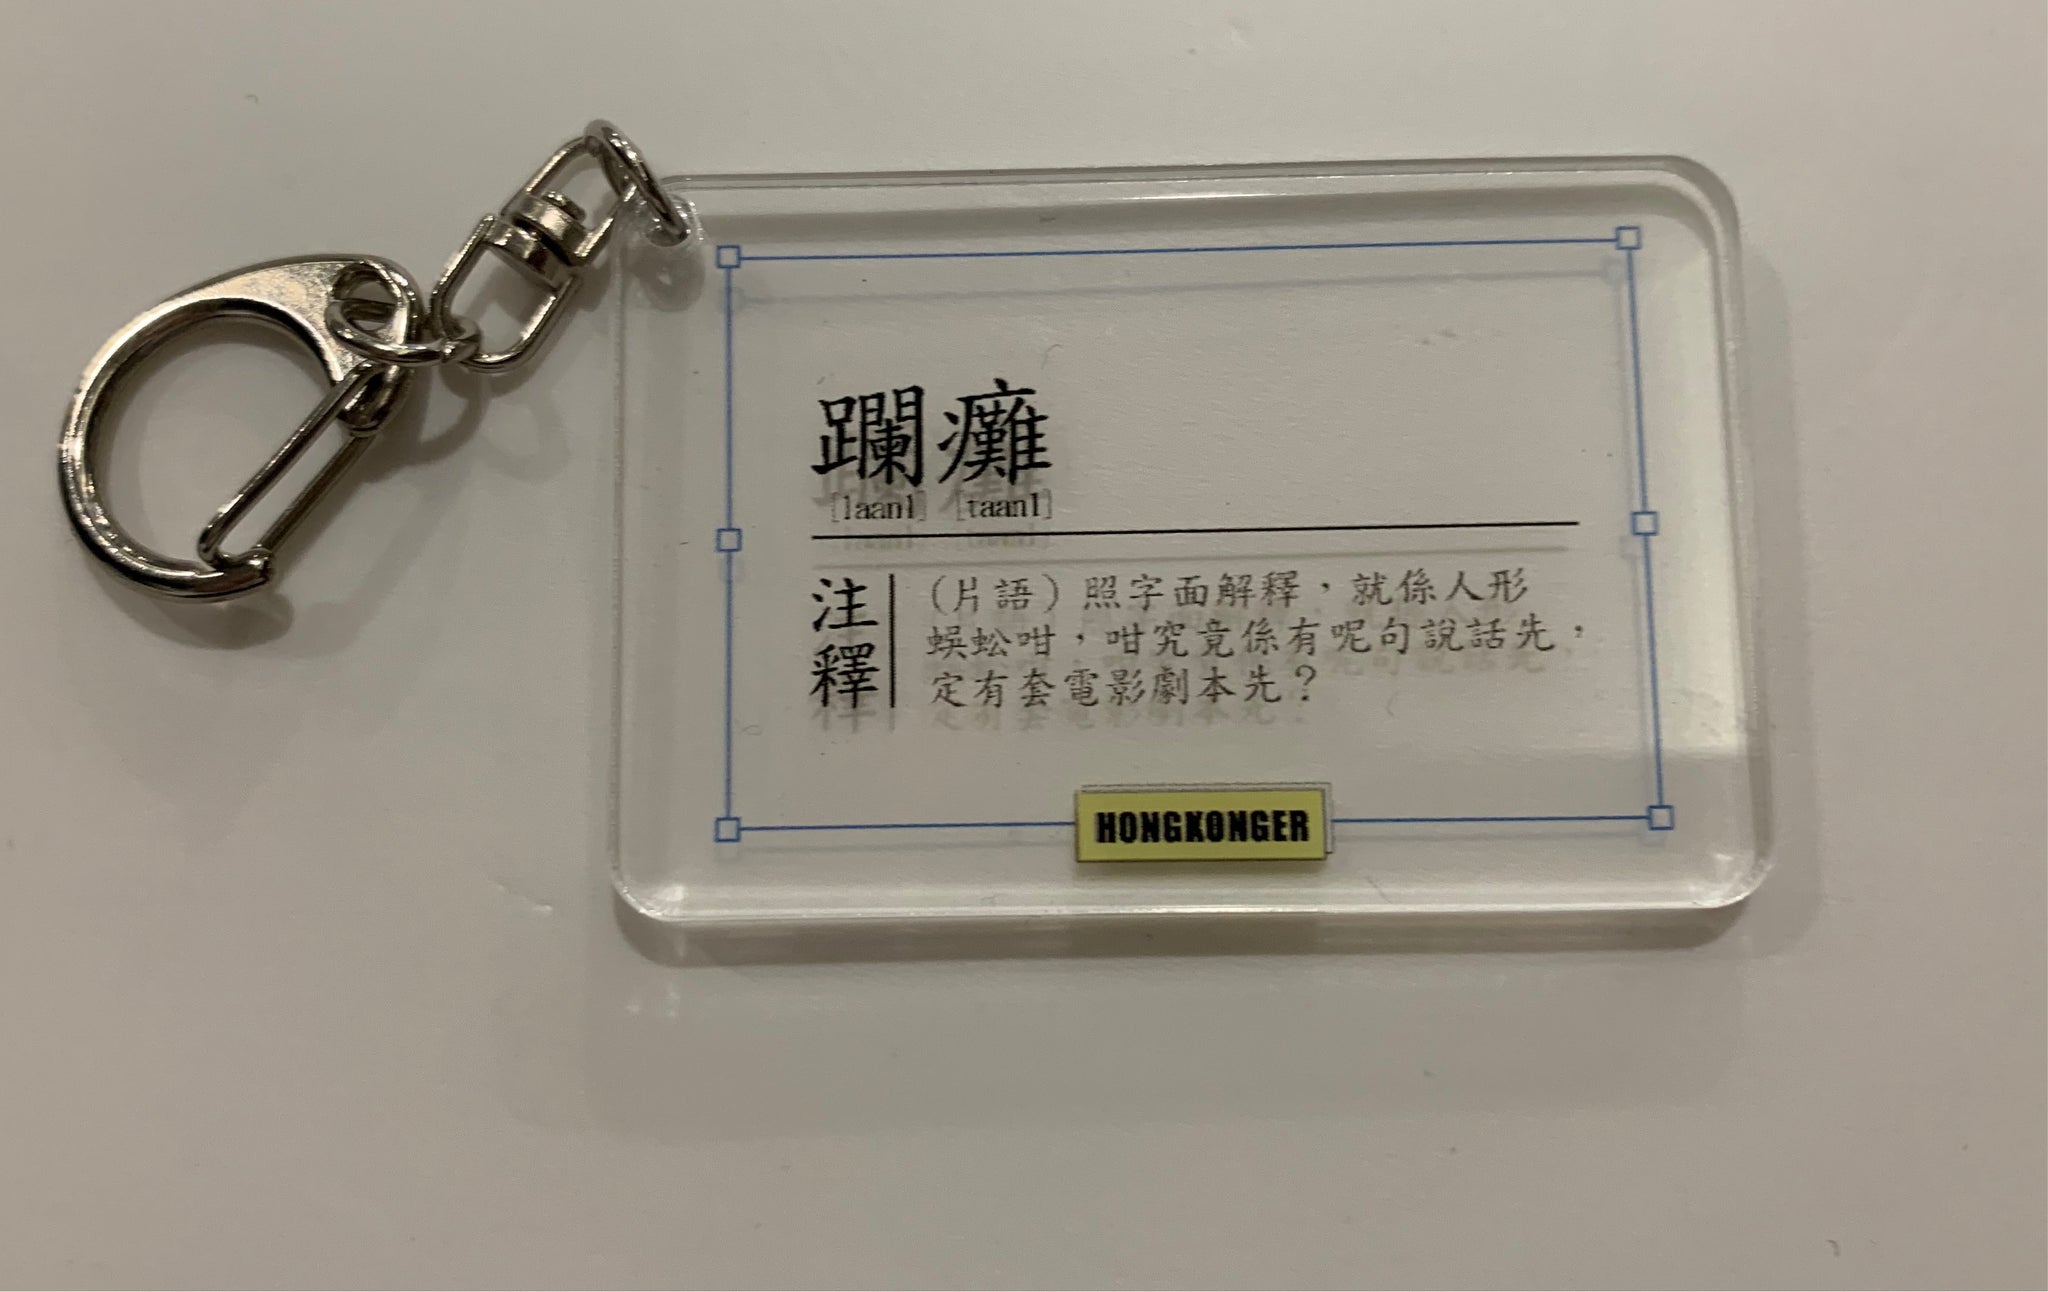 躝癱
[laan1] [taan1]
注釋
(片語) 照字面解釋，就係人形
蜈蚣咁，咁究竟係有呢句說話先，
定有套電影劇本先？
HONGKONGER